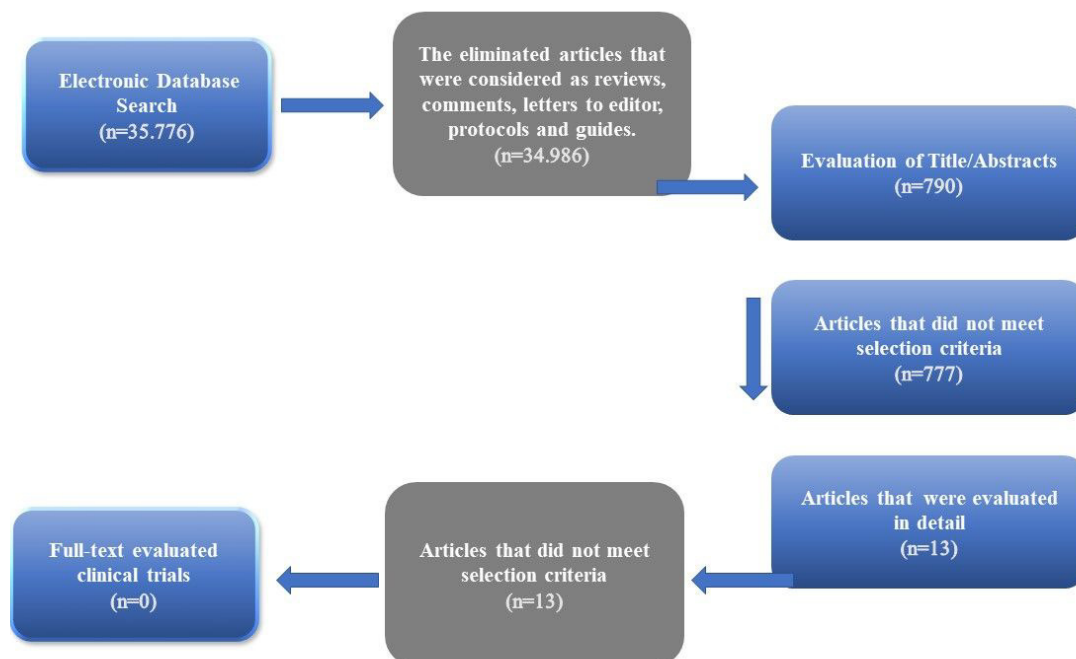 Electronic Database
Search
(n=35.776)
The eliminated articles that
were considered as reviews,
comments, letters to editor,
protocols and guides.
(n=34.986)
Evaluation of Title/Abstracts
(n=790)
Articles that did not meet
selection criteria
(n=777)
Articles that were evaluated
in detail
(n=13)
Articles that did not meet
selection criteria
(n=13)
Full-text evaluated
clinical trials
(n=0)